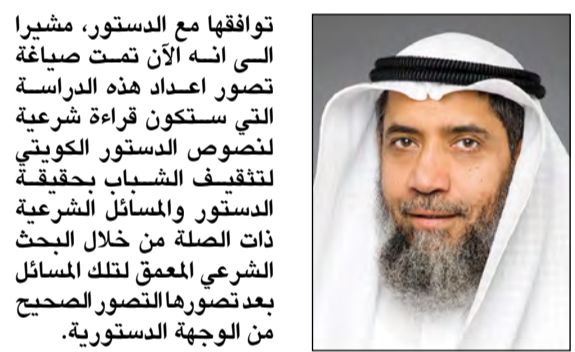 توافقها مع الدستور، مشيرا
الى انه الآن تمت صياغة
تصور اعداد هذه الدراسة
التي ستكون قراءة شرعية
لنصوص الدستور الكويتي
لتثقيف الشباب بحقيقة
الدستور والمسائل الشرعية
ذات الصلة من خلال البحث
الشرعي المعمق لتلك المسائل
بعد تصورها التصور الصحيح
من الوجهة الدستورية.